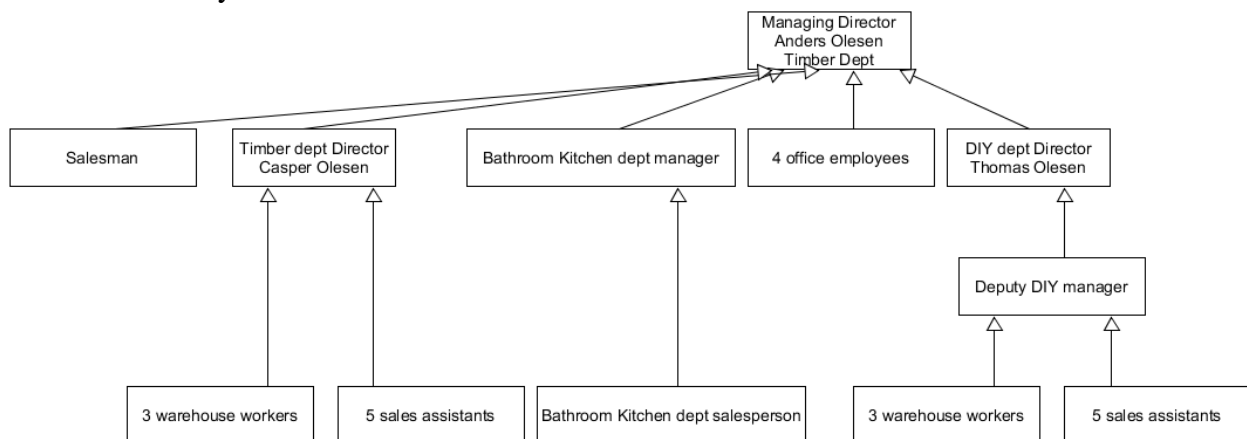 Managing Director
Anders Olesen
Timber Dept
Salesman
Timber dept Director
Casper Olesen
Bathroom Kitchen dept manager
4 office employees
DIY dept Director
Thomas Olesen
Deputy DIY manager
3 warehouse workers
5 sales assistants
Bathroom Kitchen dept salesperson
3 warehouse workers
5 sales assistants